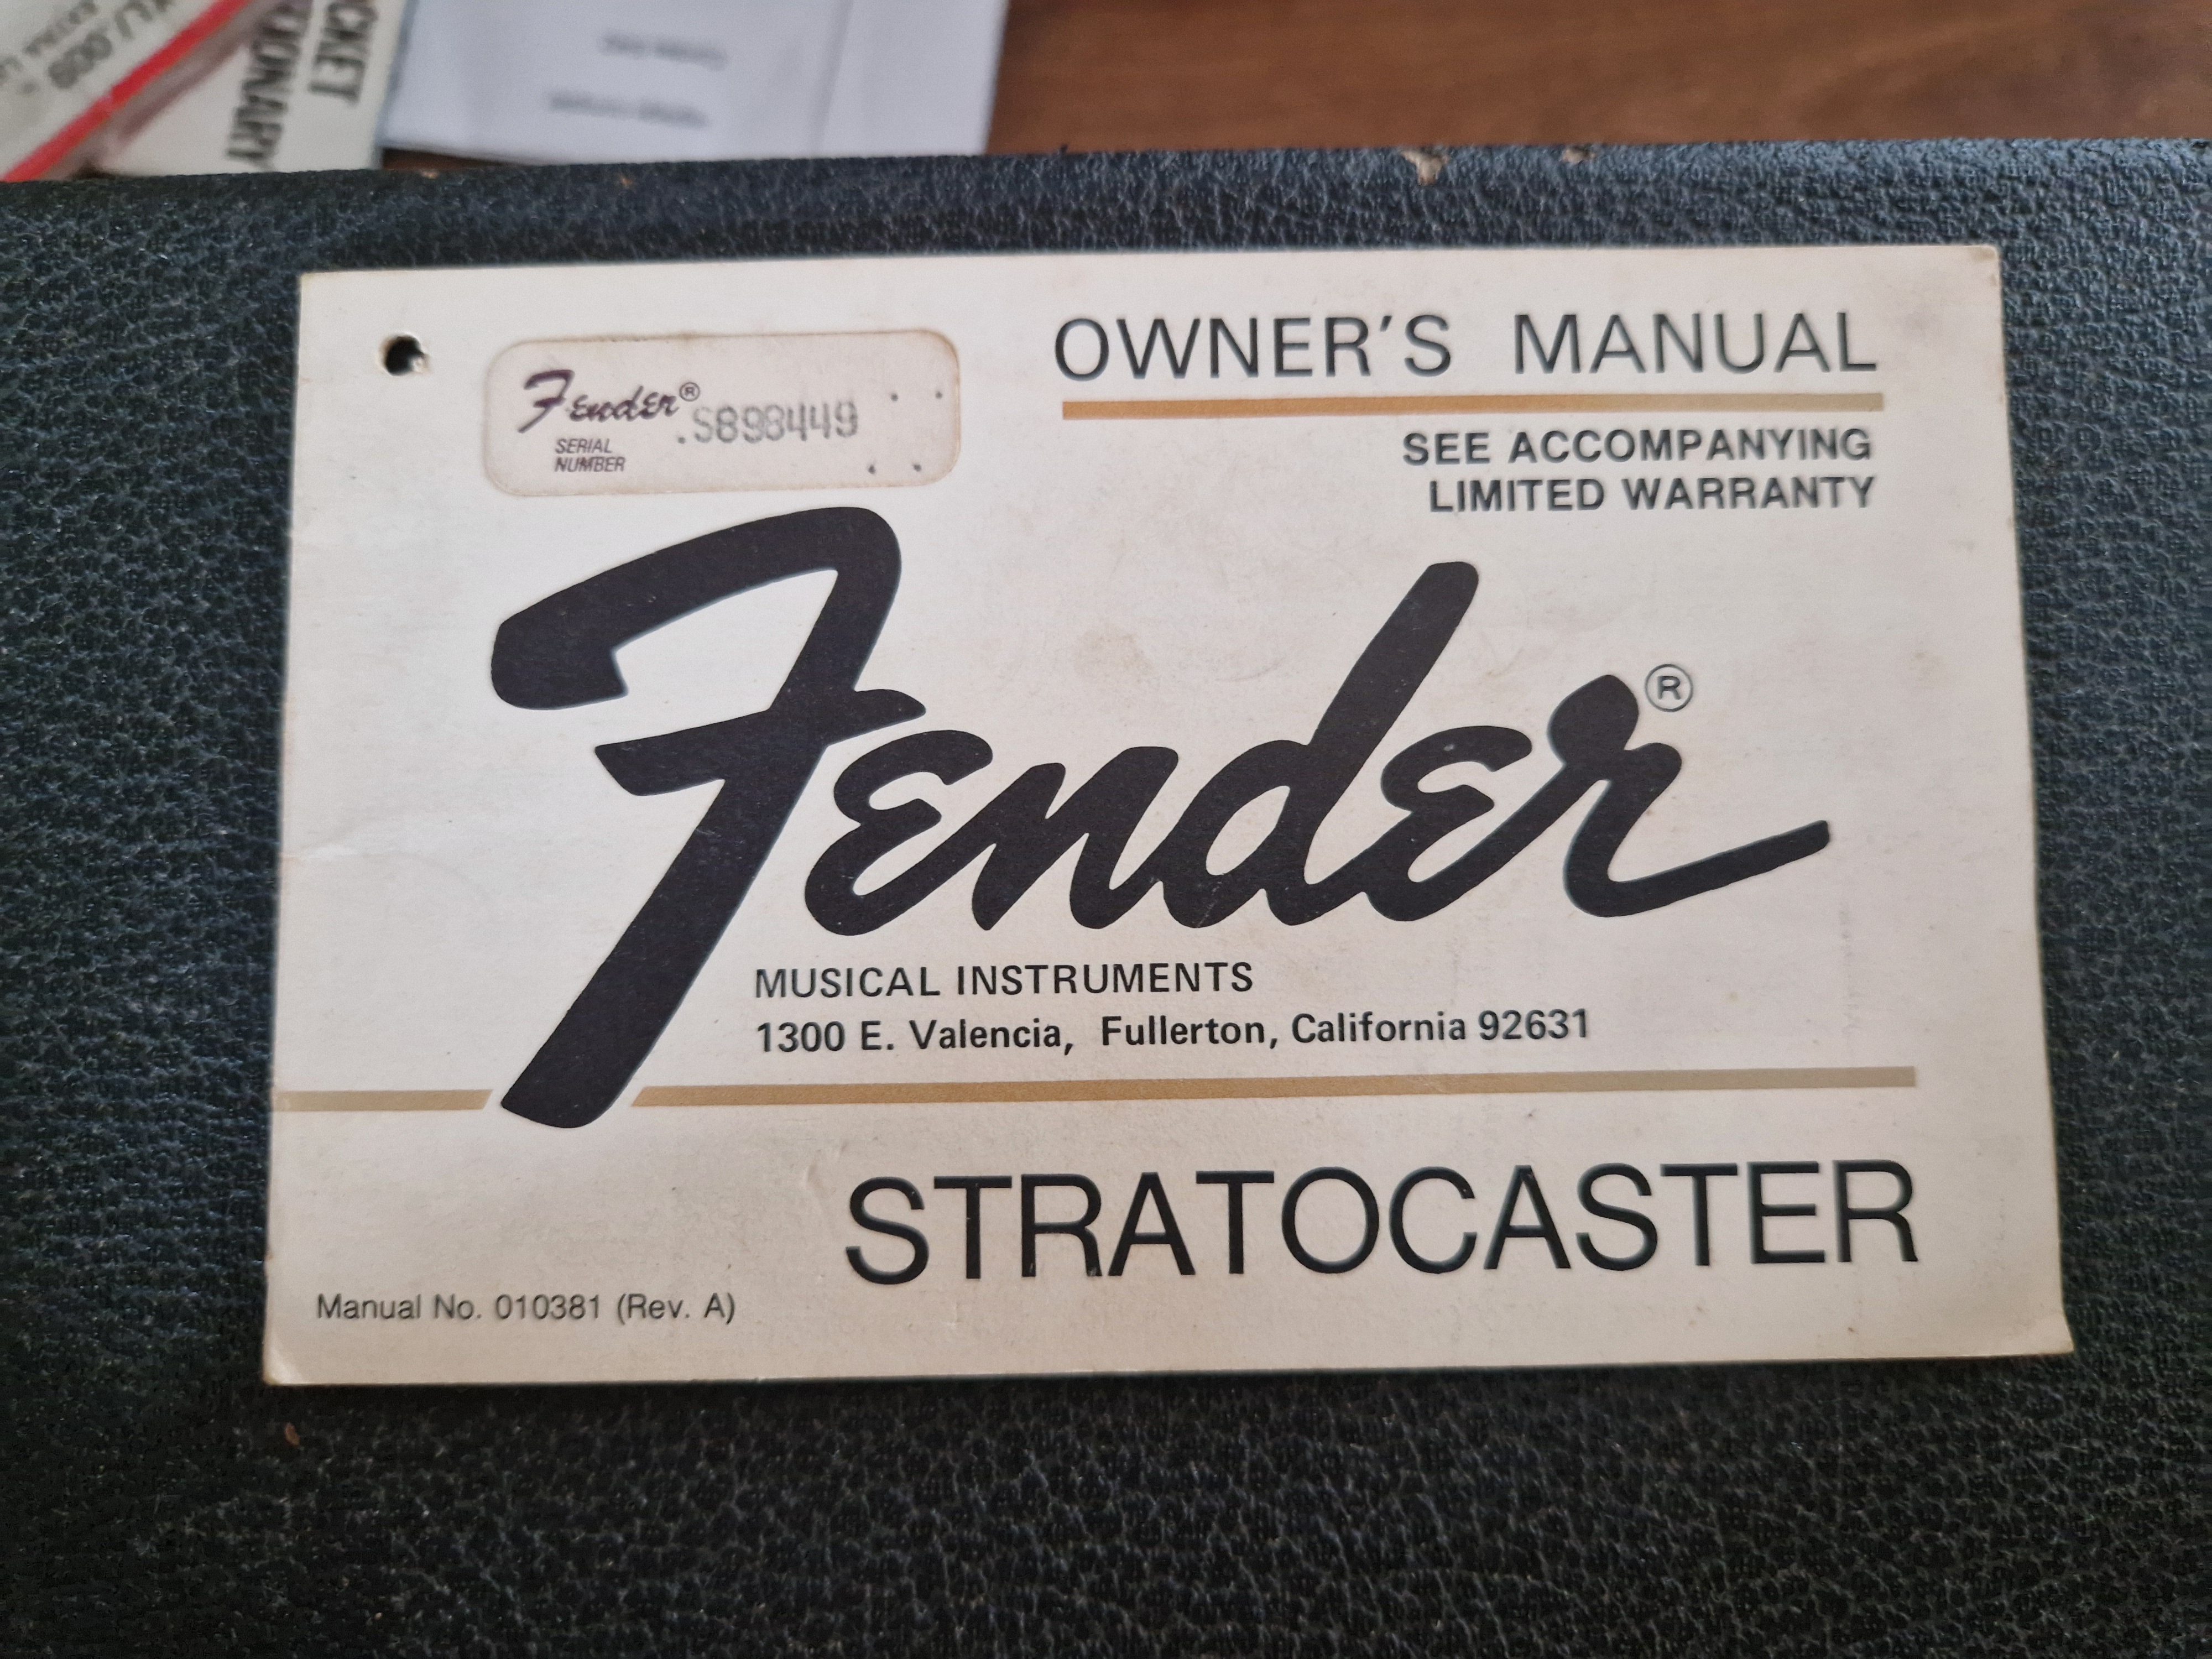 OCKET
OWNER'S MANUAL
Fender®
S898449
SERIAL
NUMBER
SEE ACCOMPANYING
LIMITED WARRANTY
Fender®
MUSICAL INSTRUMENTS
1300 E. Valencia, Fullerton, California 92631
STRATOCASTER
Manual No. 010381 (Rev. A)